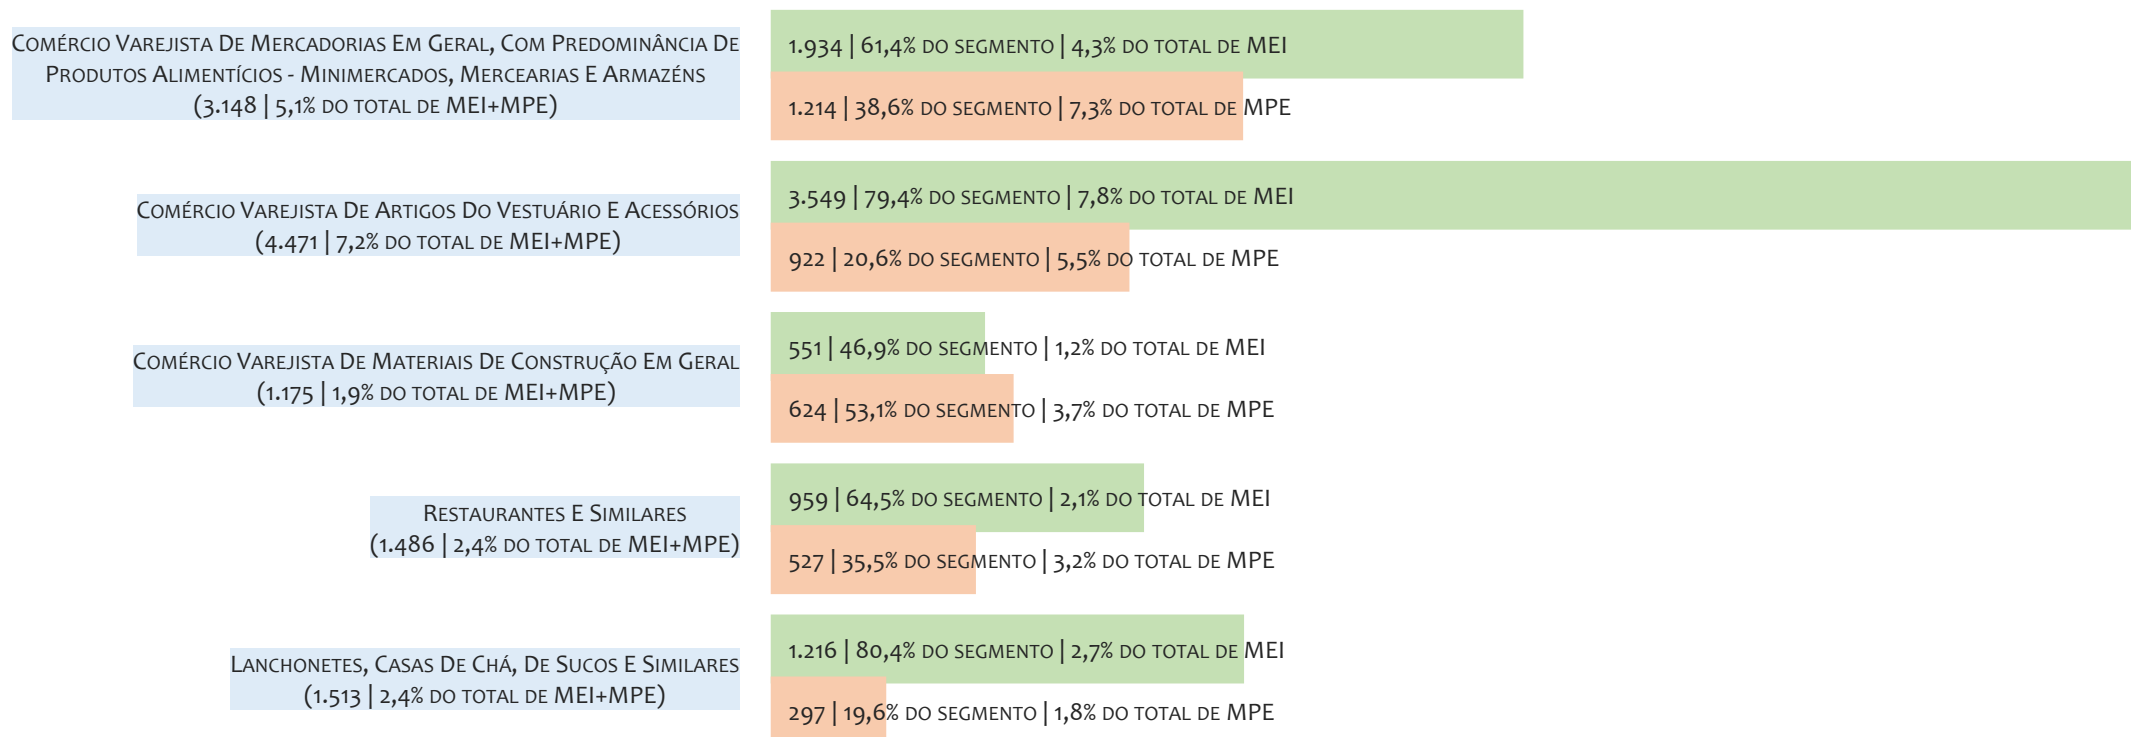 Comércio Varejista De Mercadorias Em Geral, Com Predominância De
Produtos Alimentícios - Minimercados, Mercearias E Armazéns
(3.148 | 5,1% do total de MEI+MPE)
1.934 | 61,4% do segmento | 4,3% do total de MEI
1.214 | 38,6% do segmento | 7,3% do total de MPE
Comércio Varejista De Artigos Do Vestuário E Acessórios
(4.471 | 7,2% do total de MEI+MPE)
3.549 | 79,4% do segmento | 7,8% do total de MEI
922 | 20,6% do segmento | 5,5% do total de MPE
Comércio Varejista De Materiais De Construção Em Geral
(1.175 | 1,9% do total de MEI+MPE)
551 | 46,9% do segmento | 1,2% do total de MEI
624 | 53,1% do segmento | 3,7% do total de MPE
Restaurantes E Similares
(1.486 | 2,4% do total de MEI+MPE)
959 | 64,5% do segmento | 2,1% do total de MEI
527 | 35,5% do segmento | 3,2% do total de MPE
Lanchonetes, Casas De Chá, De Sucos E Similares
(1.513 | 2,4% do total de MEI+MPE)
1.216 | 80,4% do segmento | 2,7% do total de MEI
297 | 19,6% do segmento | 1,8% do total de MPE